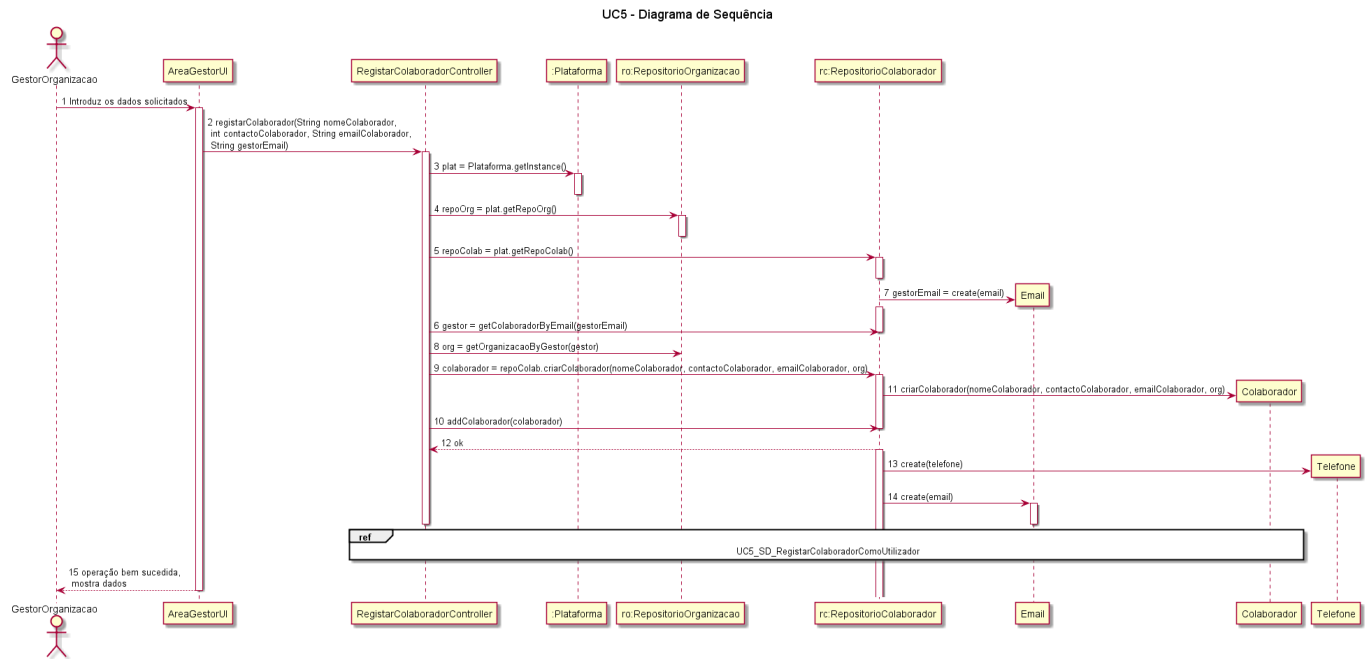 UC5 - Diagrama de Sequência
GestorOrganizacao
AreaGestorUI
RegistarColaboradorController
:Plataforma
ro:RepositorioOrganizacao
rc:RepositorioColaborador
1 Introduz os dados solicitados
2 registarColaborador(String nomeColaborador,
int contactoColaborador, String emailColaborador,
String gestorEmail)
3 plat = Plataforma.getInstance()
4 repoOrg = plat.getRepoOrg()
5 repoColab = plat.getRepoColab()
7 gestorEmail = create(email)
Email
6 gestor = getColaboradorByEmail(gestorEmail)
8 org = getOrganizacaoByGestor(gestor)
9 colaborador = repoColab.criarColaborador(nomeColaborador, contactoColaborador, emailColaborador, org)
11 criarColaborador(nomeColaborador, contactoColaborador, emailColaborador, org)
Colaborador
10 addColaborador(colaborador)
12 ok
13 create(telefone)
Telefone
14 create(email)
ref
UC5_SD_RegistarColaboradorComoUtilizador
15 operação bem sucedida,
mostra dados
GestorOrganizacao
AreaGestorUI
RegistarColaboradorController
:Plataforma
ro:RepositorioOrganizacao
rc:RepositorioColaborador
Email
Colaborador
Telefone